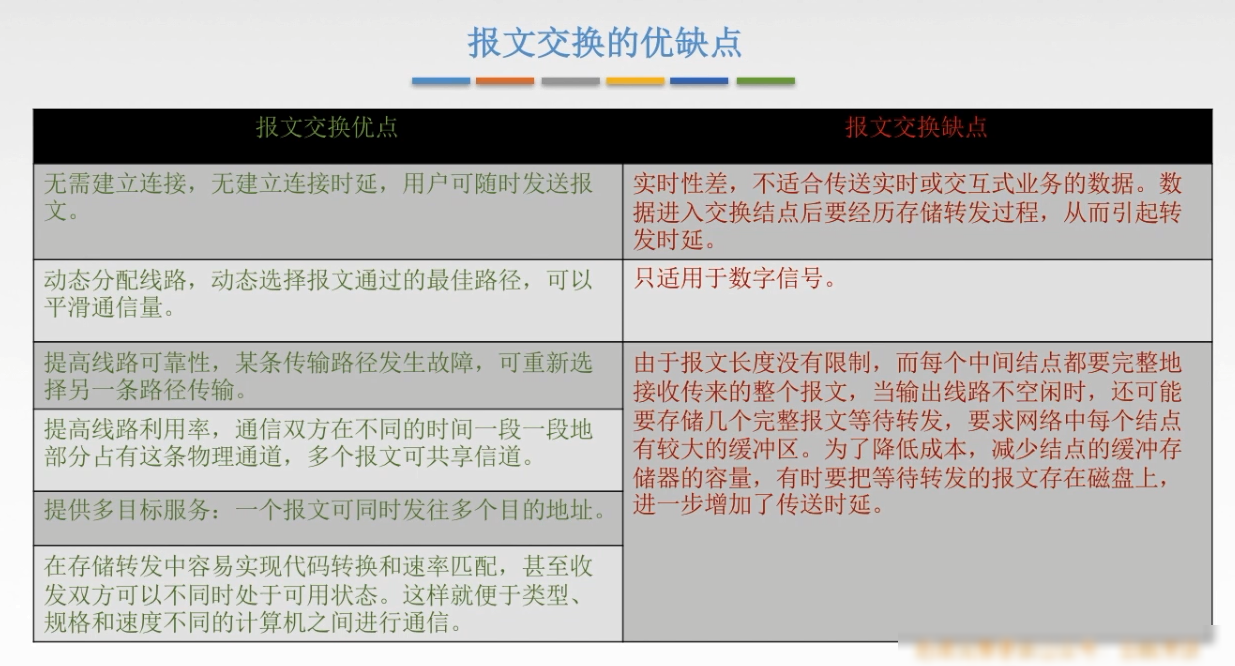 报文交换的优缺点
报文交换优点
报文交换缺点
无需建立连接，无建立连接时延，用户可随时发送报
文。
实时性差，不适合传送实时或交互式业务的数据。数
据进入交换结点后要经历存储转发过程，从而引起转
发时延。
动态分配线路，动态选择报文通过的最佳路径，可以
平滑通信量。
只适用于数字信号。
提高线路可靠性，某条传输路径发生故障，可重新选
择另一条路径传输。
由于报文长度没有限制，而每个中间结点都要完整地
接收传来的整个报文，当输出线路不空闲时，还可能
要存储几个完整报文等待转发，要求网络中每个结点
有较大的缓冲区。为了降低成本，减少结点的缓冲存
储器的容量，有时要把等待转发的报文存在磁盘上，
进一步增加了传送时延。
提高线路利用率，通信双方在不同的时间一段一段地
部分占有这条物理通道，多个报文可共享信道。
提供多目标服务：一个报文可同时发往多个目的地址。
在存储转发中容易实现代码转换和速率匹配，甚至收
发双方可以不同时处于可用状态。这样就便于类型、
规格和速度不同的计算机之间进行通信。